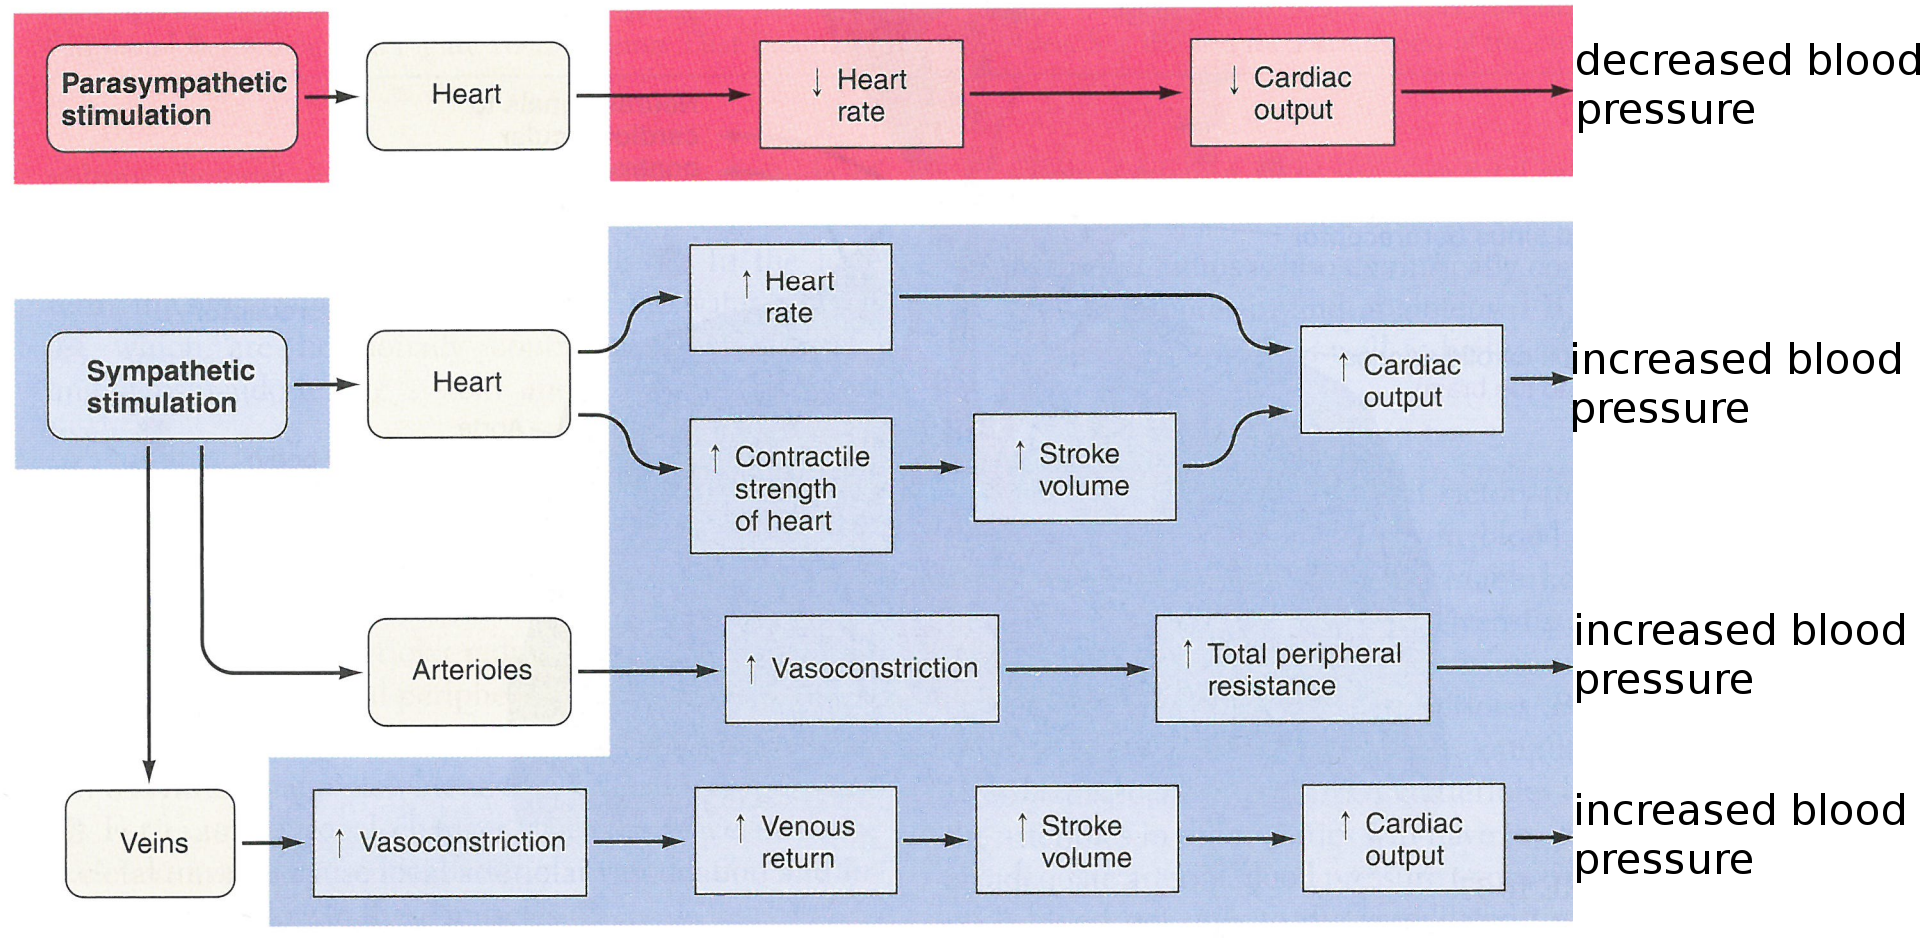 Parasympathetic
stimulation
Heart
↓ Heart
rate
↓ Cardiac
output
decreased blood
pressure
Sympathetic
stimulation
Heart
↑ Heart
rate
↑ Contractile
strength
of heart
↑ Stroke
volume
↑ Cardiac
output
increased blood
pressure
Arterioles
↑ Vasoconstriction
↑ Total peripheral
resistance
increased blood
pressure
Veins
↑ Vasoconstriction
↑ Venous
return
↑ Stroke
volume
↑ Cardiac
output
increased blood
pressure